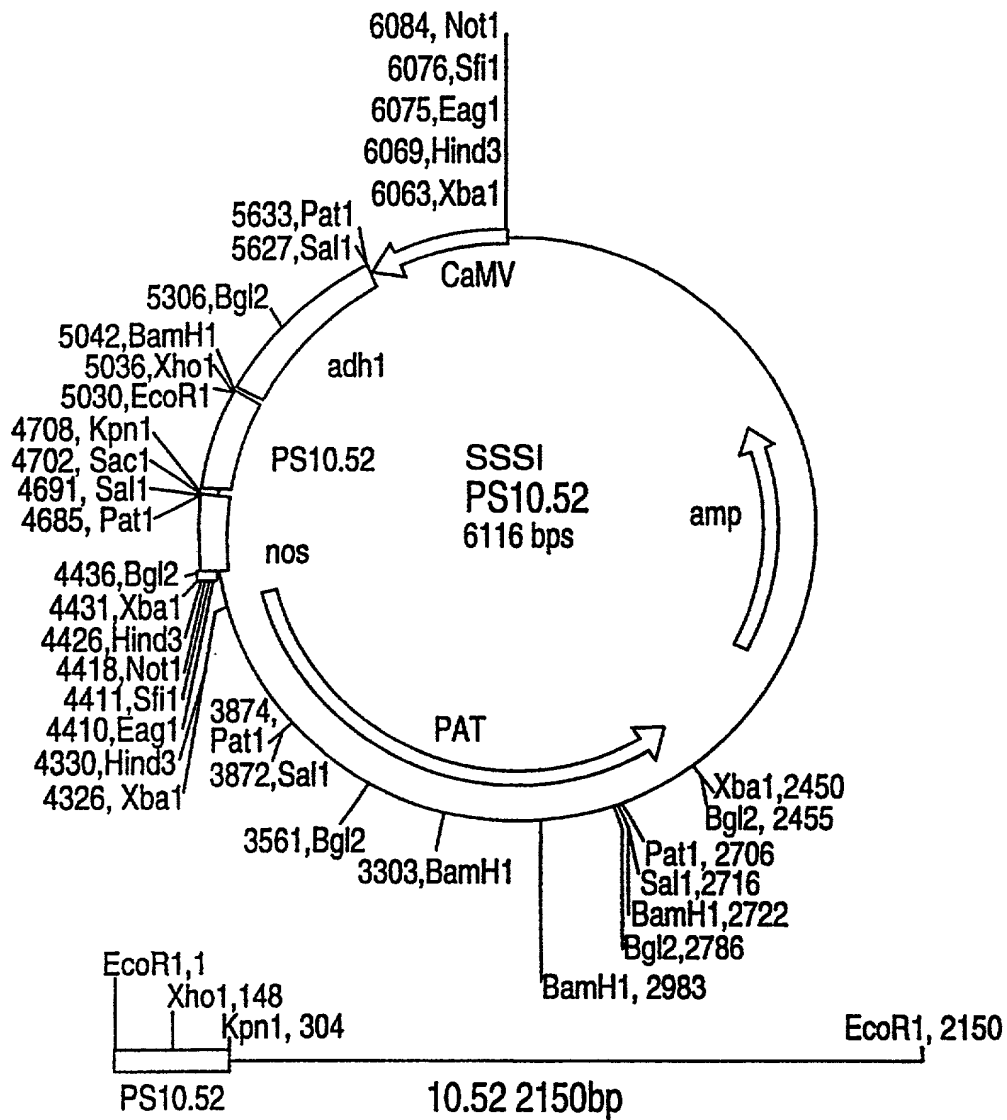 6084, Not1
6076,Sfi1
6075,Eag1
6069,Hind3
6063,Xba1
5633,Pat1
5627,Sal1
CaMV
5306,Bgl2
5042,BamH1
5036,Xho1
5030,EcoR1
adh1
4708, Kpn1
4702, Sac1
4691, Sal1
4685, Pat1
PS10.52
SSSI
PS10.52
6116 bps
amp
nos
4436,Bgl2
4431,Xba1
4426,Hind3
4418,Not1
4411,Sfi1
4410,Eag1
4330,Hind3
4326, Xba1
3874,
Pat1
3872,Sal1
PAT
3561,Bgl2
3303,BamH1
Xba1,2450
Bgl2, 2455
Pat1, 2706
Sal1,2716
BamH1,2722
Bgl2,2786
BamH1, 2983
EcoR1,1
Xho1,148
Kpn1, 304
EcoR1, 2150
PS10.52
10.52 2150bp